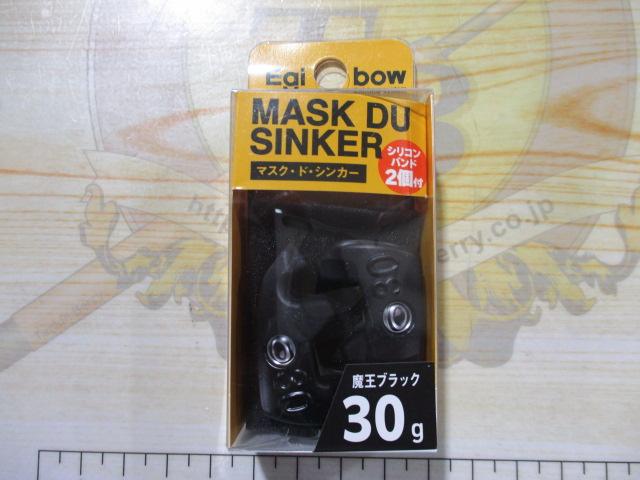 Egi bow
MASK DU
SINKER
マスク・ド・シンカー
シリコン
バンド
2個付
30
30
魔王ブラック
30g